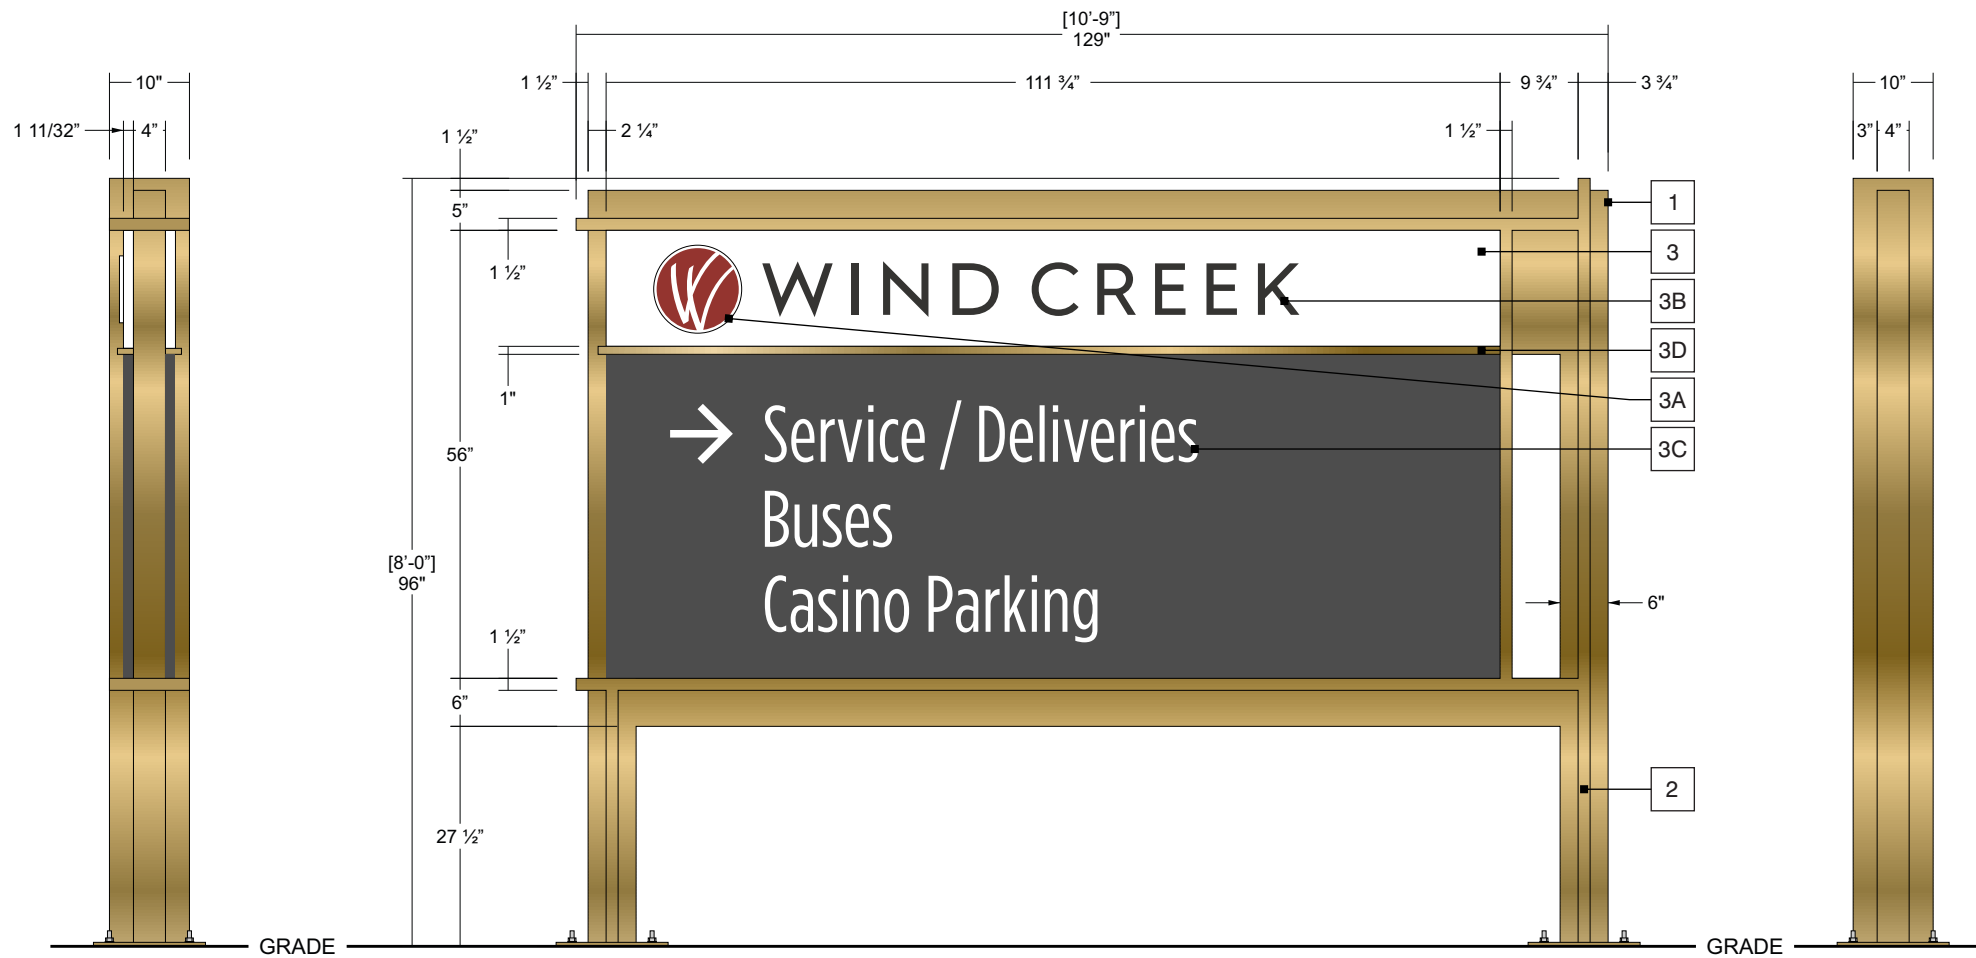 [10’-9”]
129"
10"
1 ½”
111 ¾”
9 ¾”
3 ¾”
10”
1 11/32”
4”
1 ½”
2 ¼”
1 ½”
3”
4”
5”
1
3
1 ½”
WIND CREEK
3B
3D
1"
3A
Service / Deliveries
56”
3C
Buses
[8’-0”]
96"
Casino Parking
6"
1 ½”
6”
2
27 ½”
GRADE
GRADE